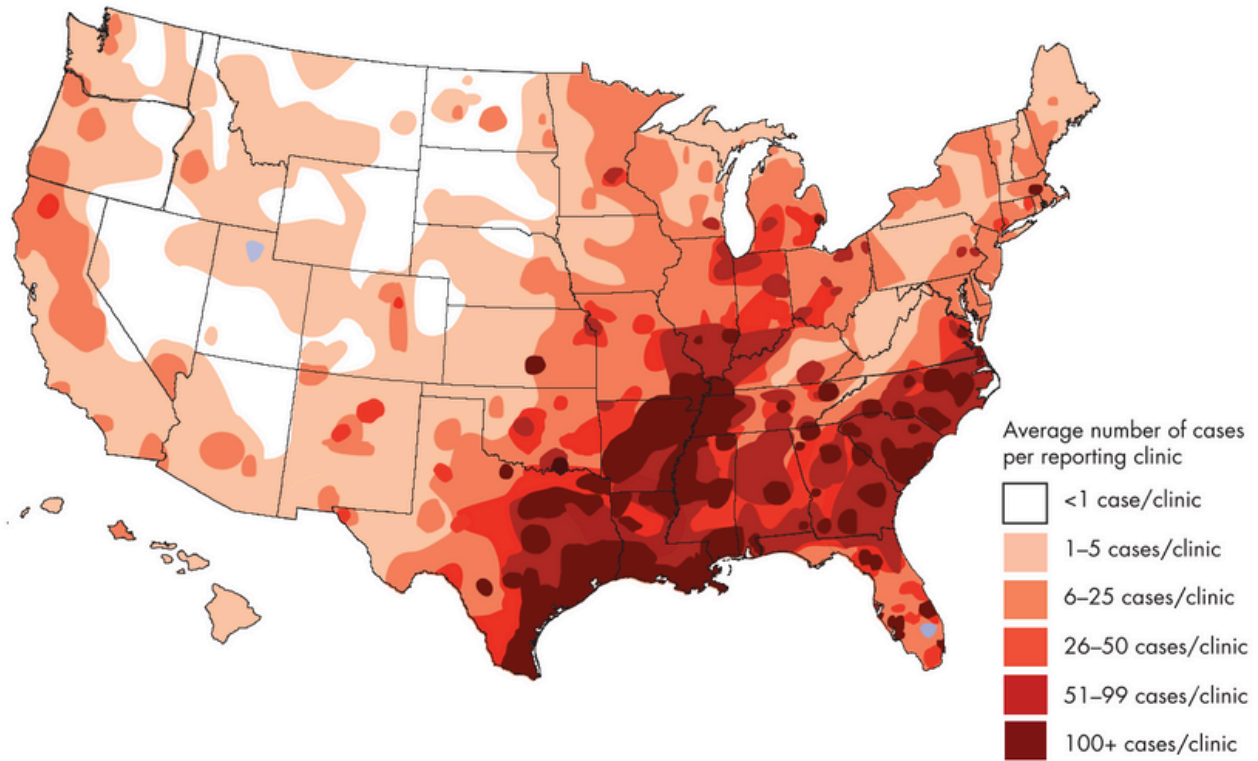 Average number of cases
per reporting clinic
<1 case/clinic
1–5 cases/clinic
6–25 cases/clinic
26–50 cases/clinic
51–99 cases/clinic
100+ cases/clinic